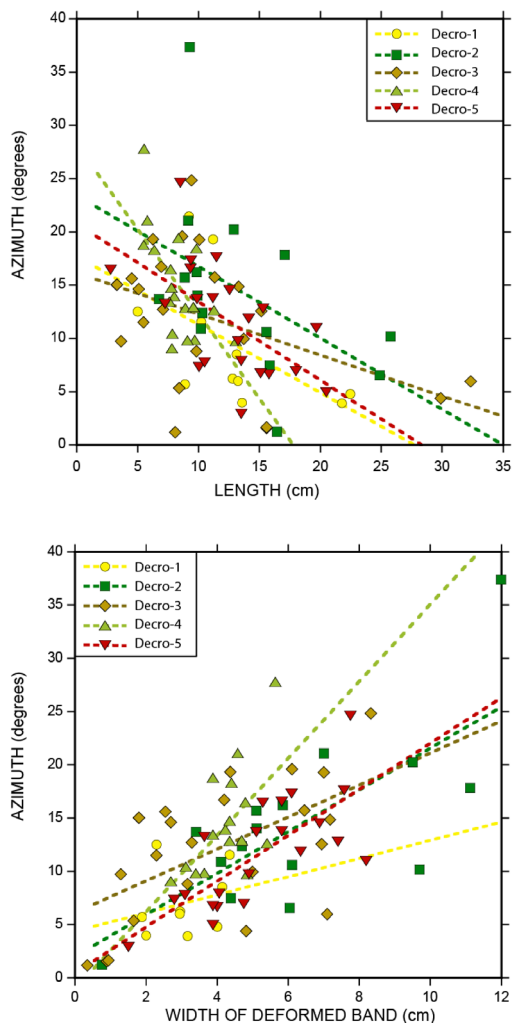 40
35
30
25
20
15
10
5
0
AZIMUTH (degrees)
Decro-1
Decro-2
Decro-3
Decro-4
Decro-5
0 5 10 15 20 25 30 35
LENGTH (cm)
40
35
30
25
20
15
10
5
0
AZIMUTH (degrees)
Decro-1
Decro-2
Decro-3
Decro-4
Decro-5
0 2 4 6 8 10 12
WIDTH OF DEFORMED BAND (cm)